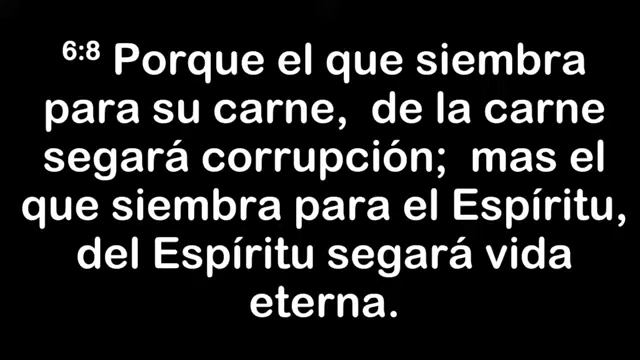 6:8 Porque el que siembra
para su carne, de la carne
segará corrupción; mas el
que siembra para el Espíritu,
del Espíritu segará vida
eterna.